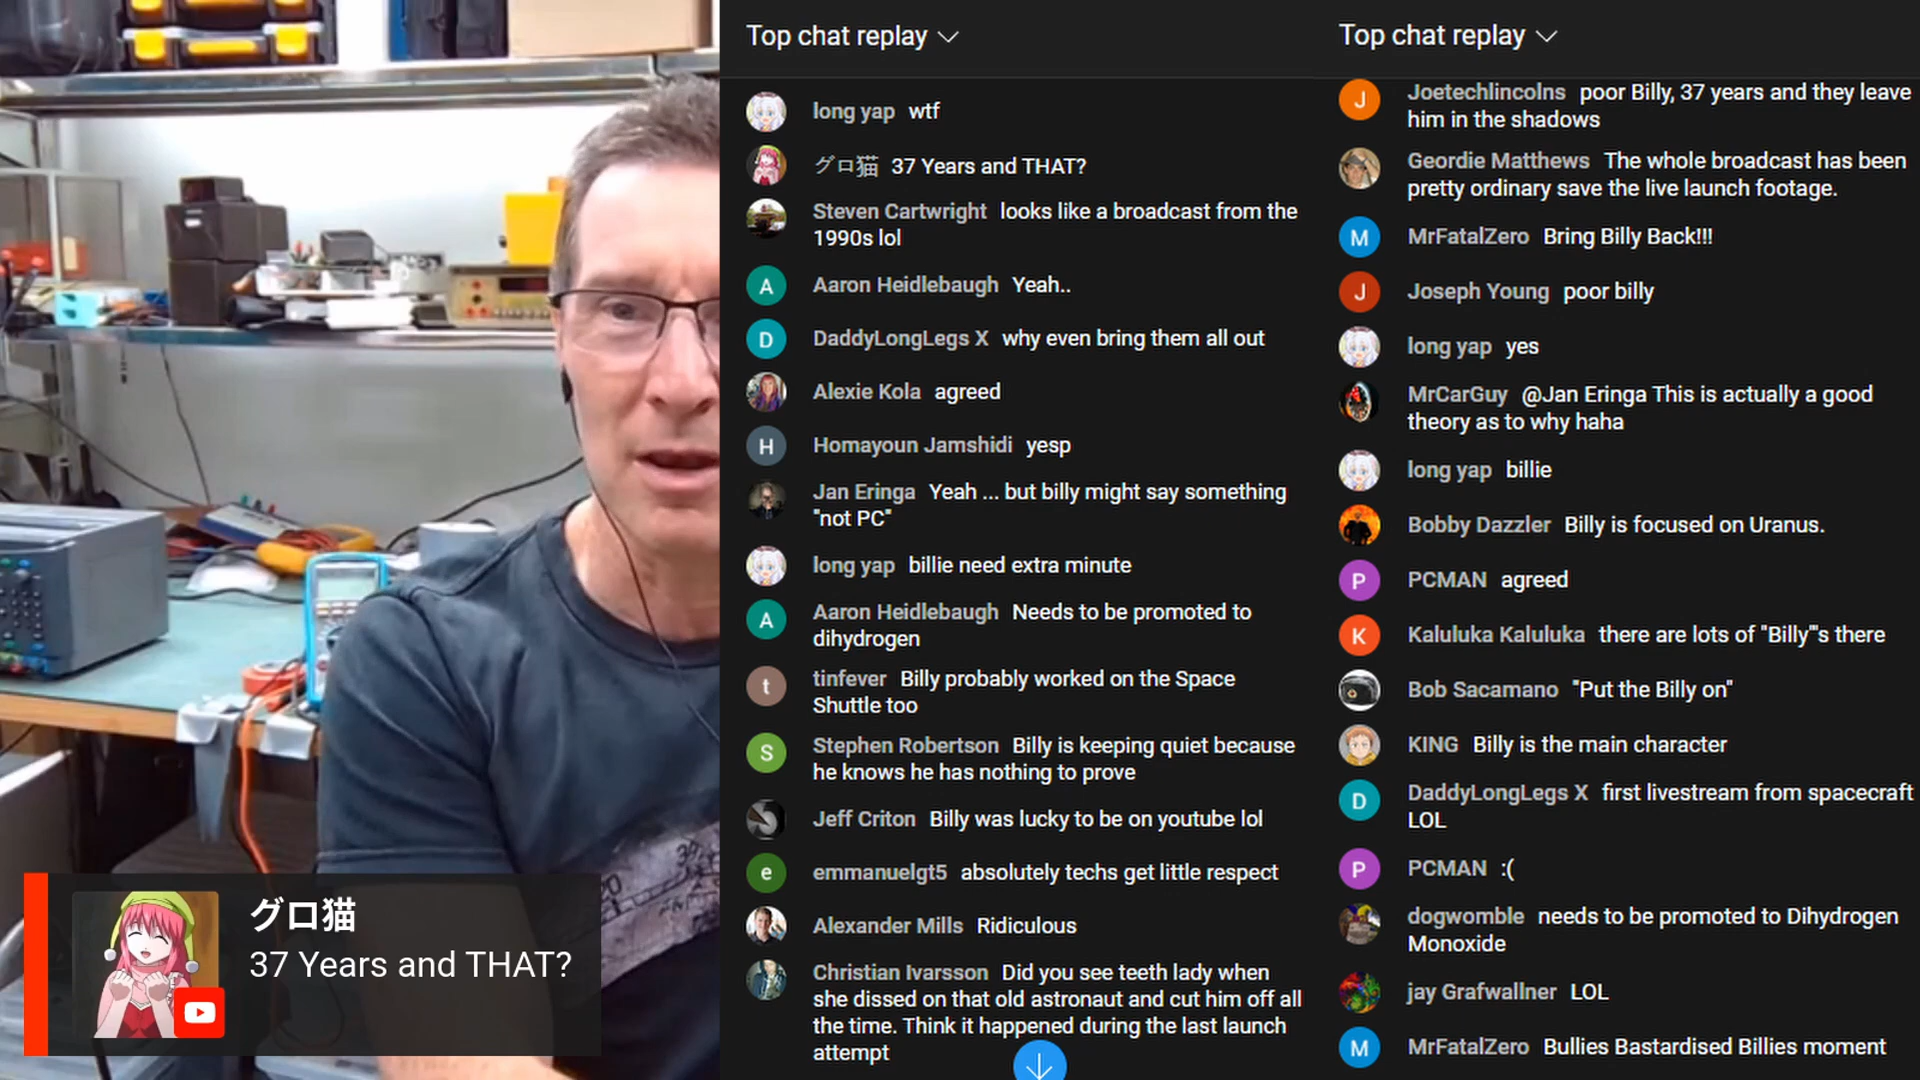 グロ猫
37 Years and THAT?
Top chat replay
long yap wtf
グロ猫 37 Years and THAT?
Steven Cartwright looks like a broadcast from the
1990s lol
Aaron Heidlebaugh Yeah..
DaddyLongLegs X why even bring them all out
Alexie Kola agreed
Homayoun Jamshidi yesp
Jan Eringa Yeah ... but billy might say something
"not PC"
long yap billie need extra minute
Aaron Heidlebaugh Needs to be promoted to
dihydrogen
tinfever Billy probably worked on the Space
Shuttle too
Stephen Robertson Billy is keeping quiet because
he knows he has nothing to prove
Jeff Criton Billy was lucky to be on youtube lol
emmanuelgt5 absolutely techs get little respect
Alexander Mills Ridiculous
Christian Ivarsson Did you see teeth lady when
she dissed on that old astronaut and cut him off all
the time. Think it happened during the last launch
attempt
Top chat replay
Joetechlincolns poor Billy, 37 years and they leave
him in the shadows
Geordie Matthews The whole broadcast has been
pretty ordinary save the live launch footage.
MrFatalZero Bring Billy Back!!!
Joseph Young poor billy
long yap yes
MrCarGuy @Jan Eringa This is actually a good
theory as to why haha
long yap billie
Bobby Dazzler Billy is focused on Uranus.
PCMAN agreed
Kaluluka Kaluluka there are lots of "Billy"'s there
Bob Sacamano "Put the Billy on"
KING Billy is the main character
DaddyLongLegs X first livestream from spacecraft
LOL
PCMAN :(
dogwomble needs to be promoted to Dihydrogen
Monoxide
jay Grafwallner LOL
MrFatalZero Bullies Bastardised Billies moment